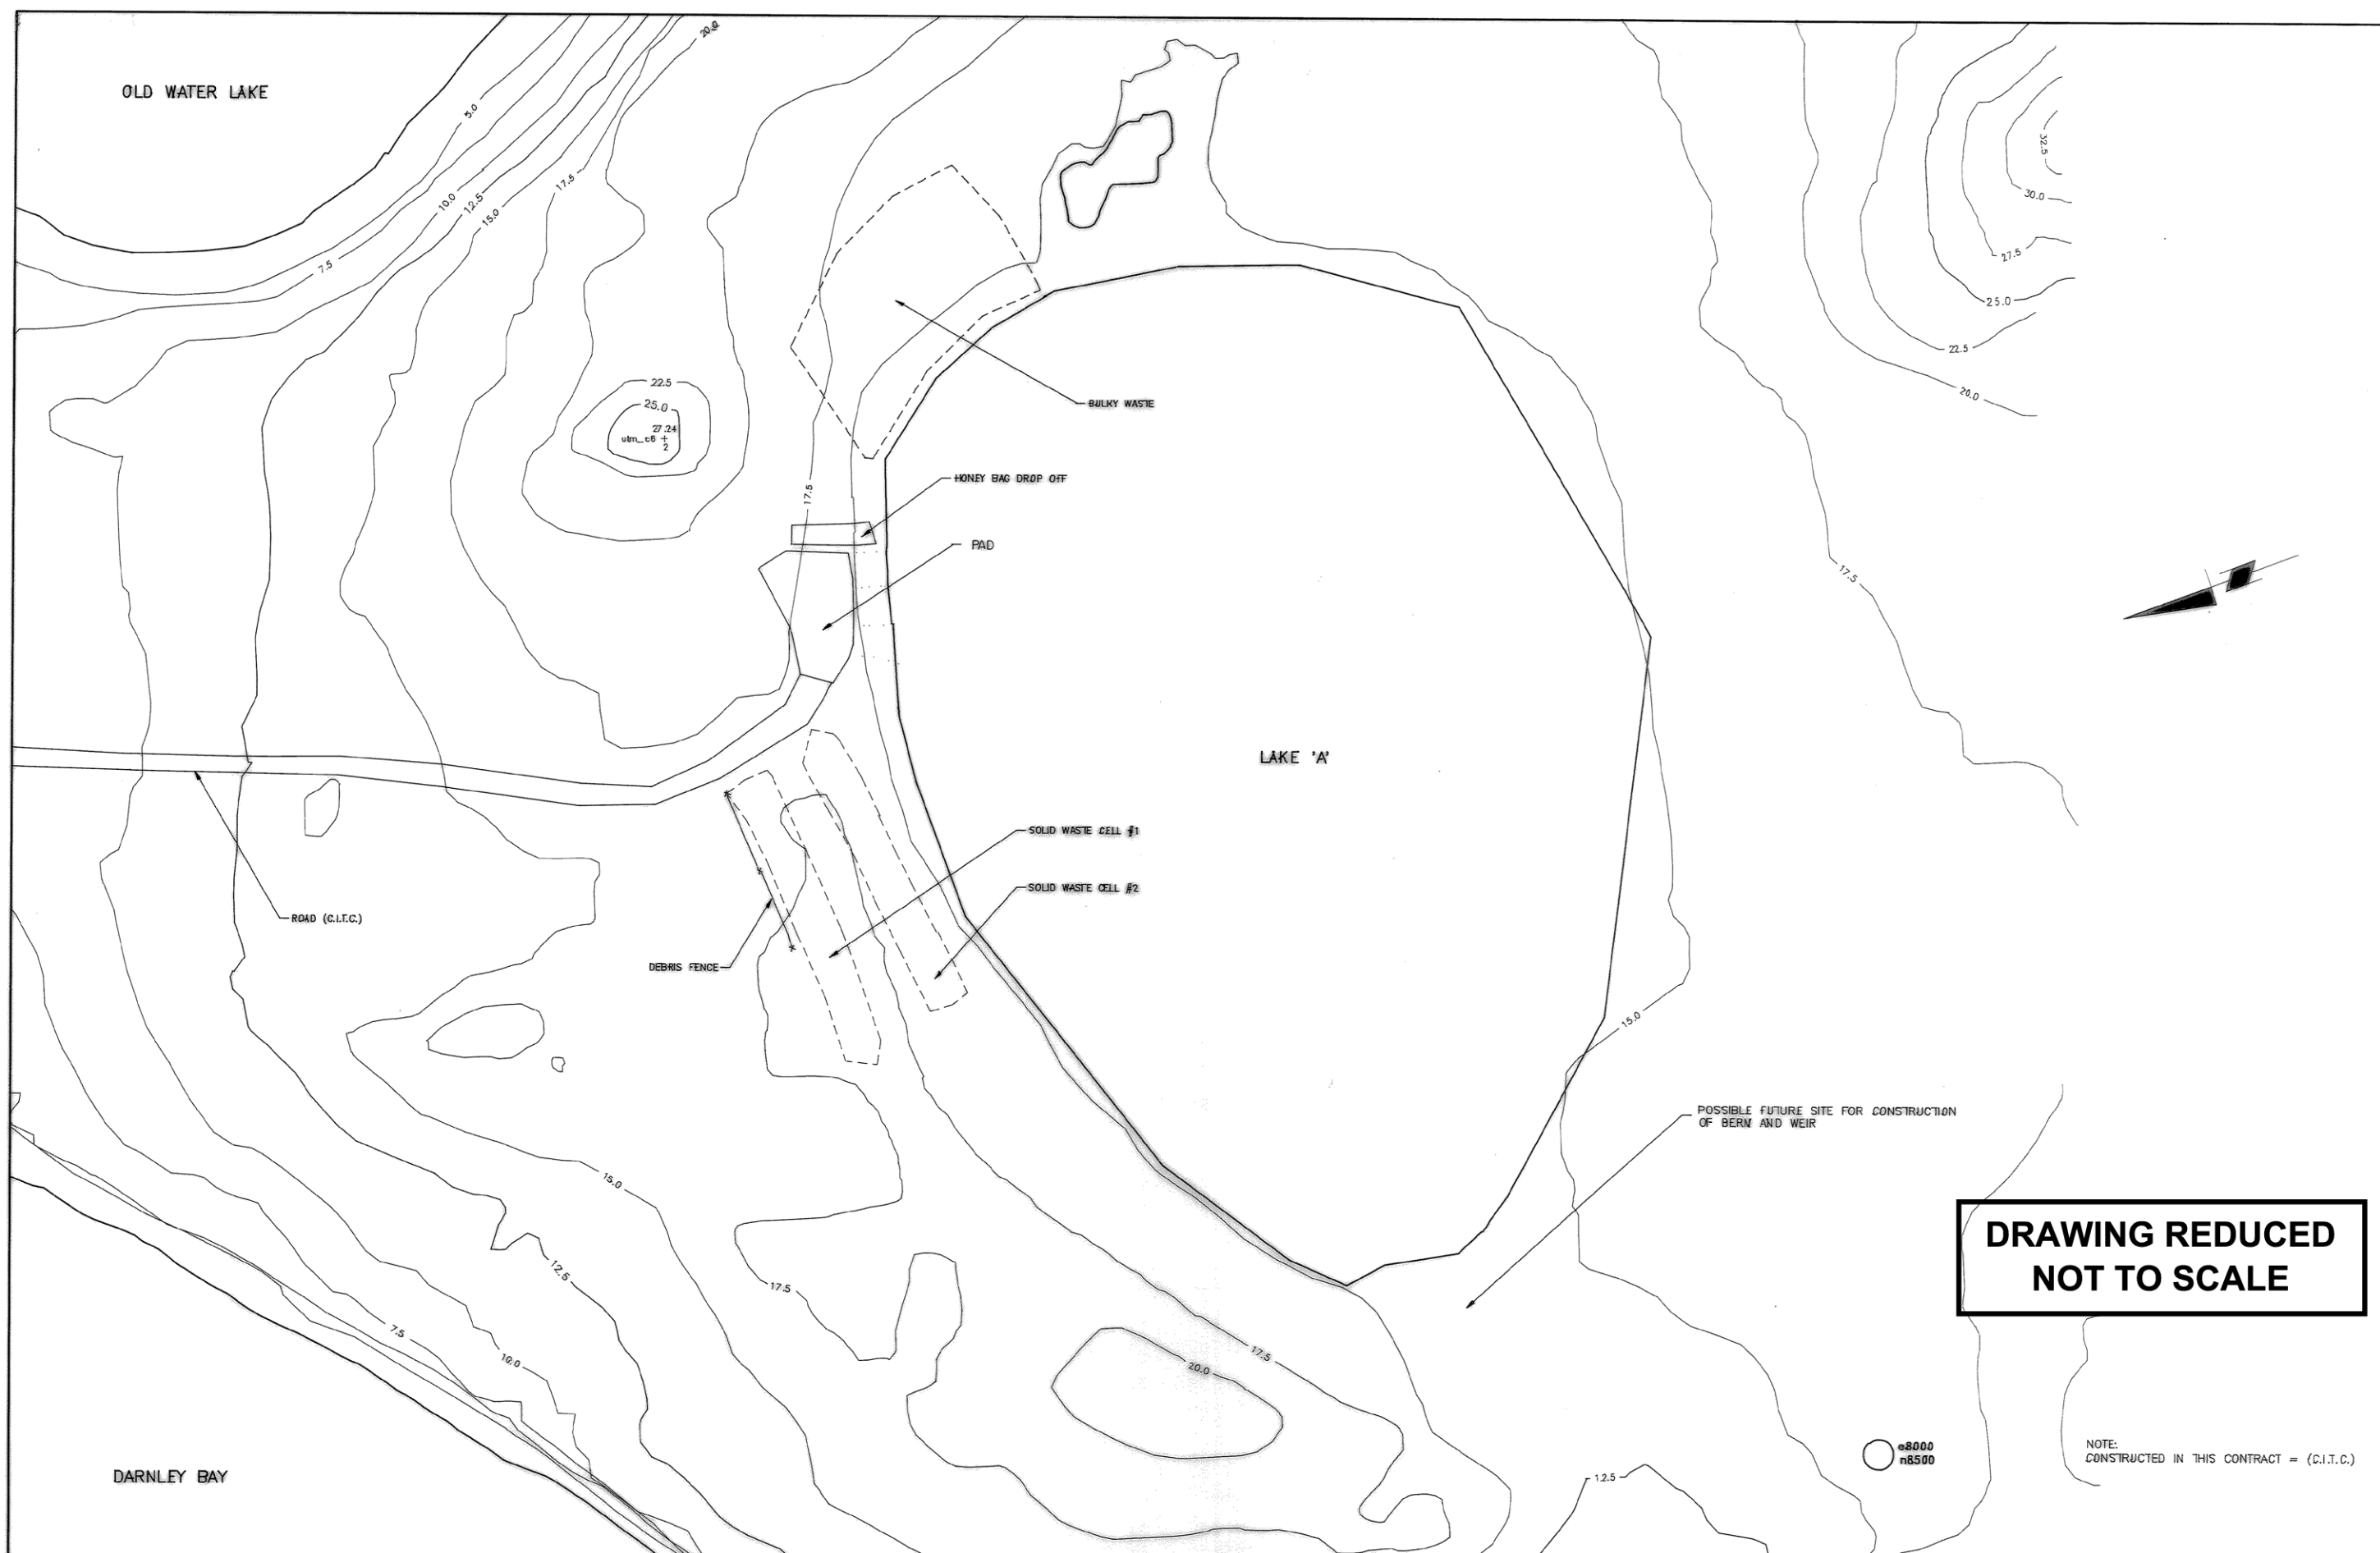 20.0
OLD WATER LAKE
5.0
32.5
17.5
10.0
12.5
15.0
30.0
7.5
27.5
25.0
22.5
20.0
22.5
25.0
27.24
utm_c6 +
2
BULKY WASTE
HONEY BAG DROP OFF
17.5
PAD
17.5
LAKE 'A'
SOLID WASTE CELL #1
SOLID WASTE CELL #2
ROAD (C.I.T.C.)
DEBRIS FENCE
15.0
POSSIBLE FUTURE SITE FOR CONSTRUCTION
OF BERM AND WEIR
15.0
DRAWING REDUCED
NOT TO SCALE
12.5
17.5
7.5
10.0
17.5
20.0
e8000
n8500
NOTE:
CONSTRUCTED IN THIS CONTRACT = (C.I.T.C.)
12.5
DARNLEY BAY